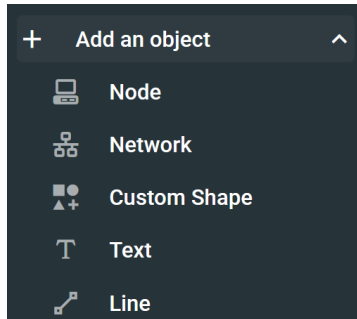 Add an object
Node
Network
Custom Shape
Text
Line